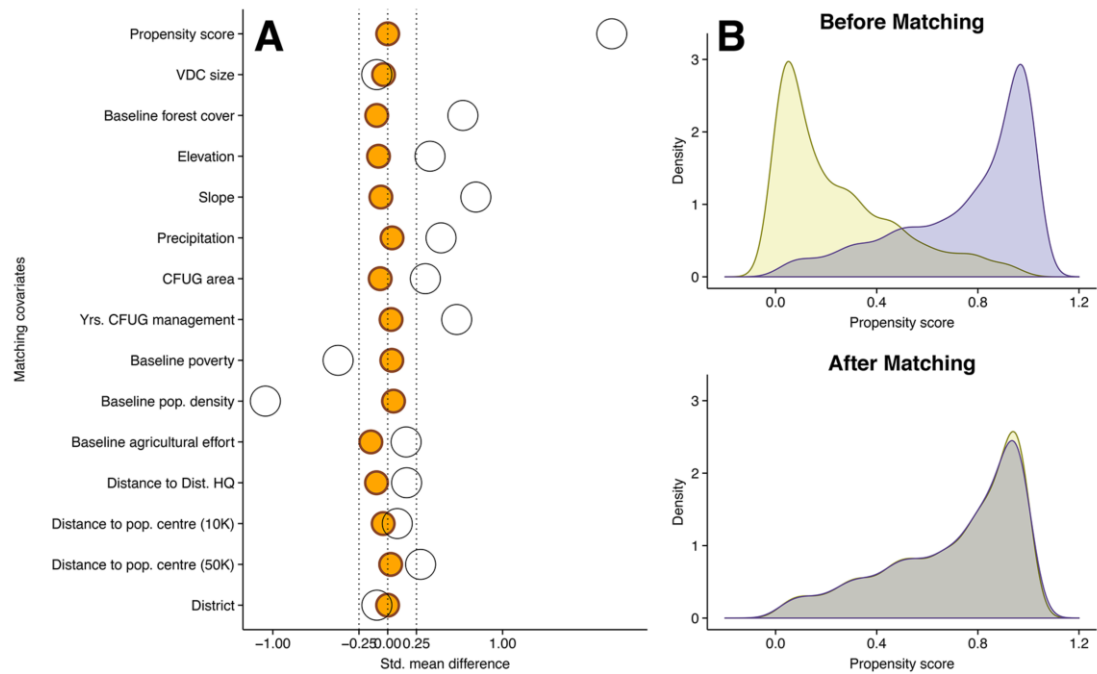 A
Matching covariates
Propensity score
VDC size
Baseline forest cover
Elevation
Slope
Precipitation
CFUG area
Yrs. CFUG management
Baseline poverty
Baseline pop. density
Baseline agricultural effort
Distance to Dist. HQ
Distance to pop. centre (10K)
Distance to pop. centre (50K)
District
−1.00 −0.25 0.00 0.25 1.00
Std. mean difference
B
Before Matching
Density
3
2
1
0
0.0 0.4 0.8 1.2
Propensity score
After Matching
Density
3
2
1
0
0.0 0.4 0.8 1.2
Propensity score